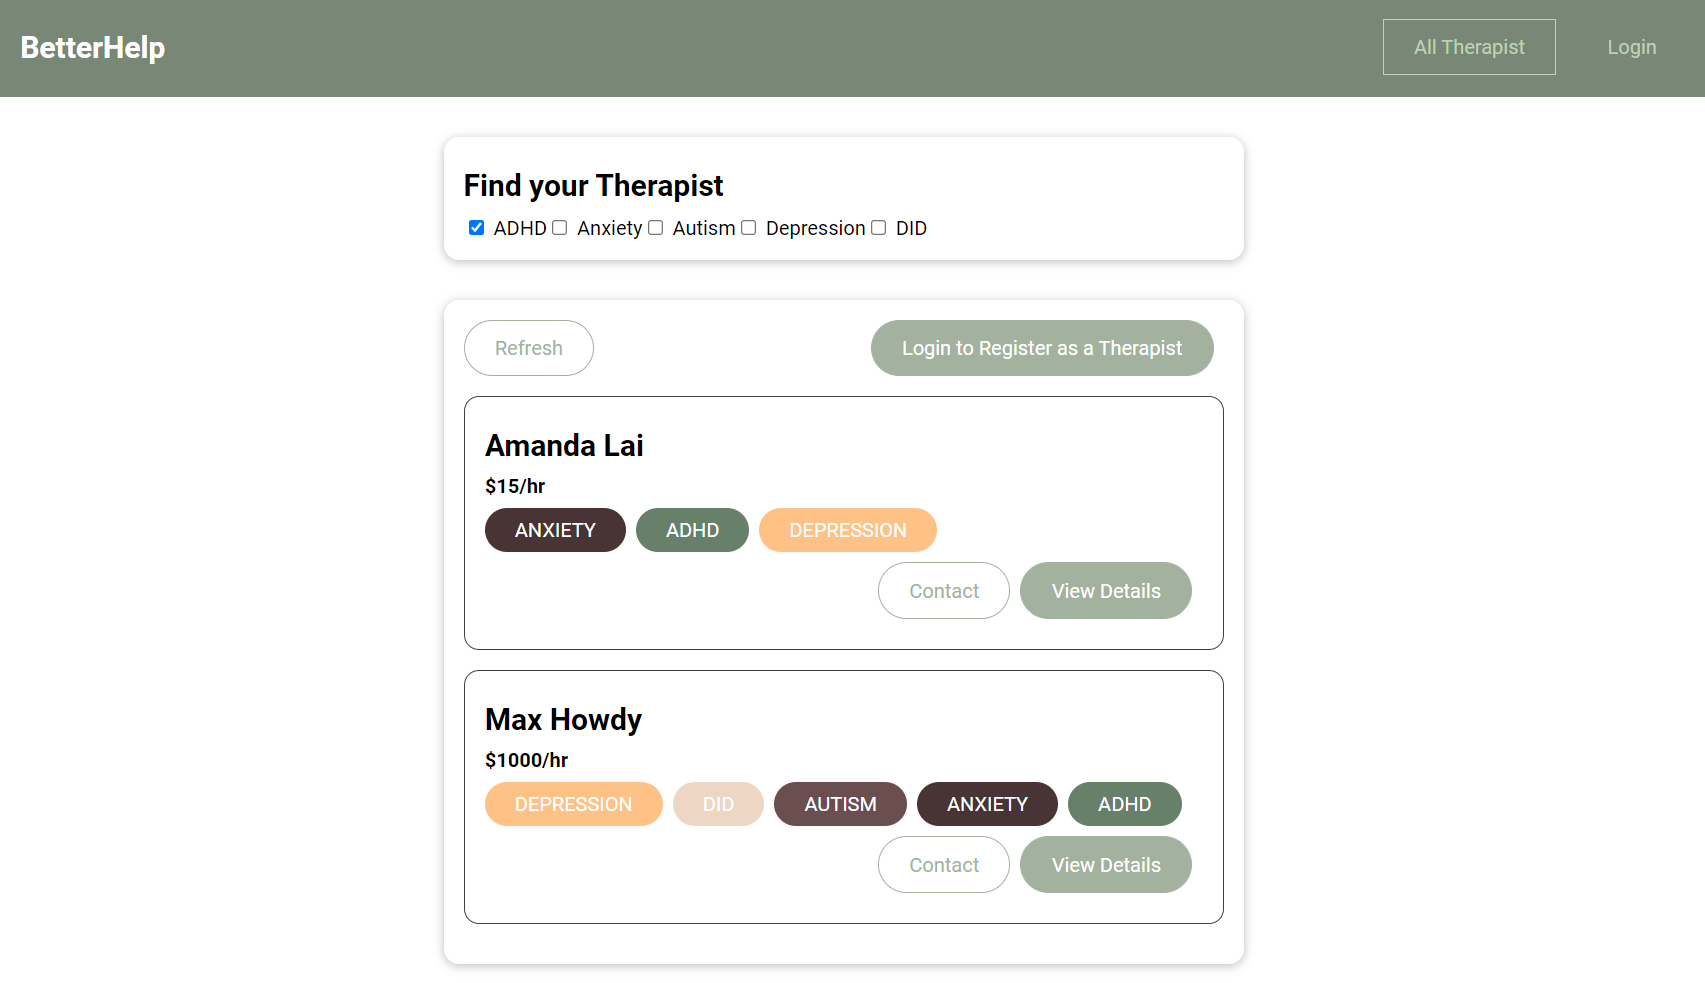 BetterHelp
All Therapist
Login
Find your Therapist
ADHD Anxiety Autism Depression DID
Refresh
Login to Register as a Therapist
Amanda Lai
$15/hr
ANXIETY ADHD DEPRESSION
Contact View Details
Max Howdy
$1000/hr
DEPRESSION DID AUTISM ANXIETY ADHD
Contact View Details